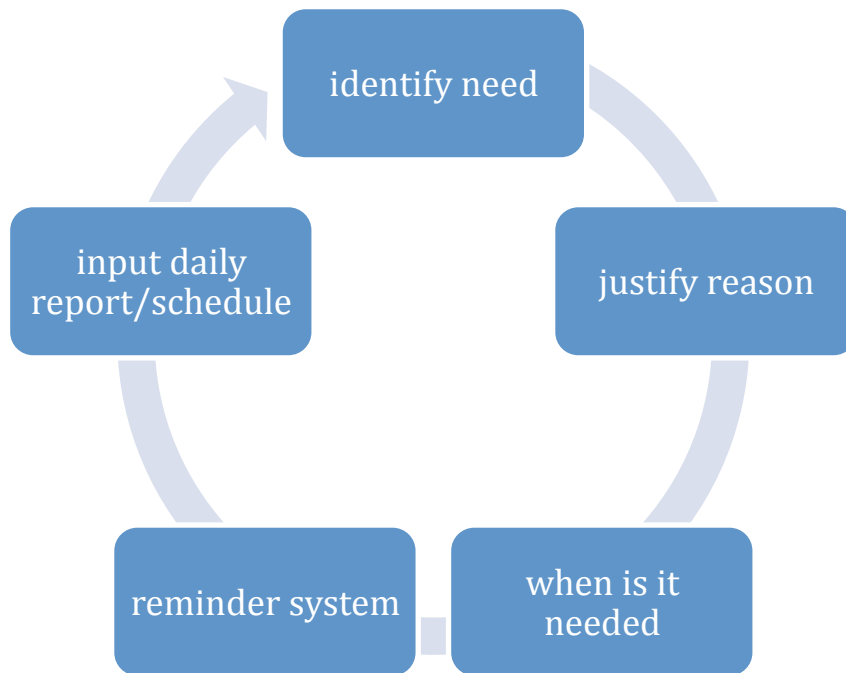 identify need
justify reason
when is it
needed
reminder system
input daily
report/schedule